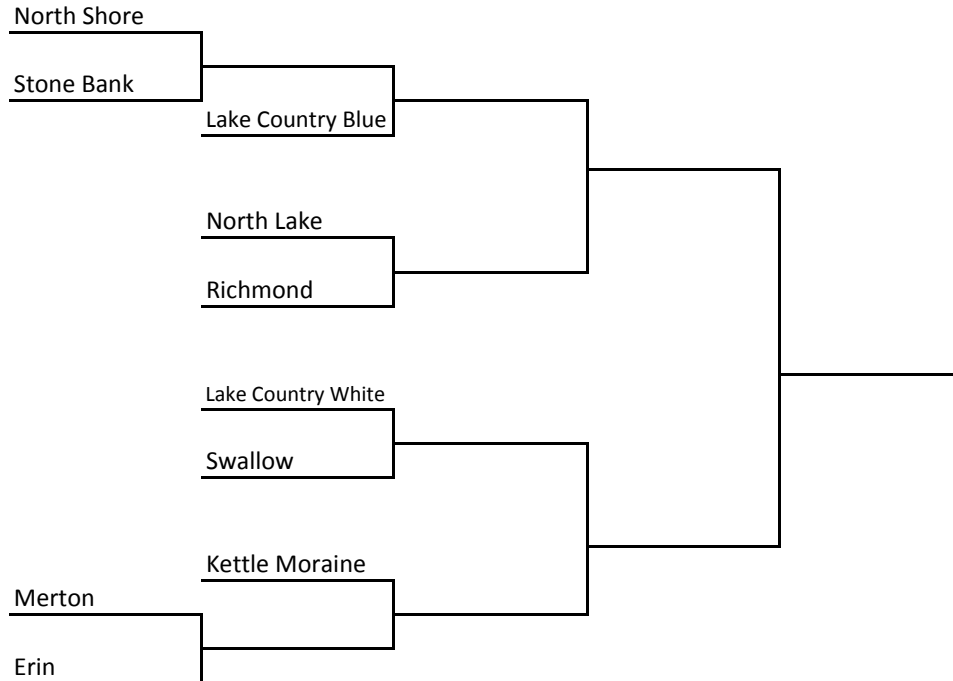 North Shore
Stone Bank
Lake Country Blue
North Lake
Richmond
Lake Country White
Swallow
Kettle Moraine
Merton
Erin